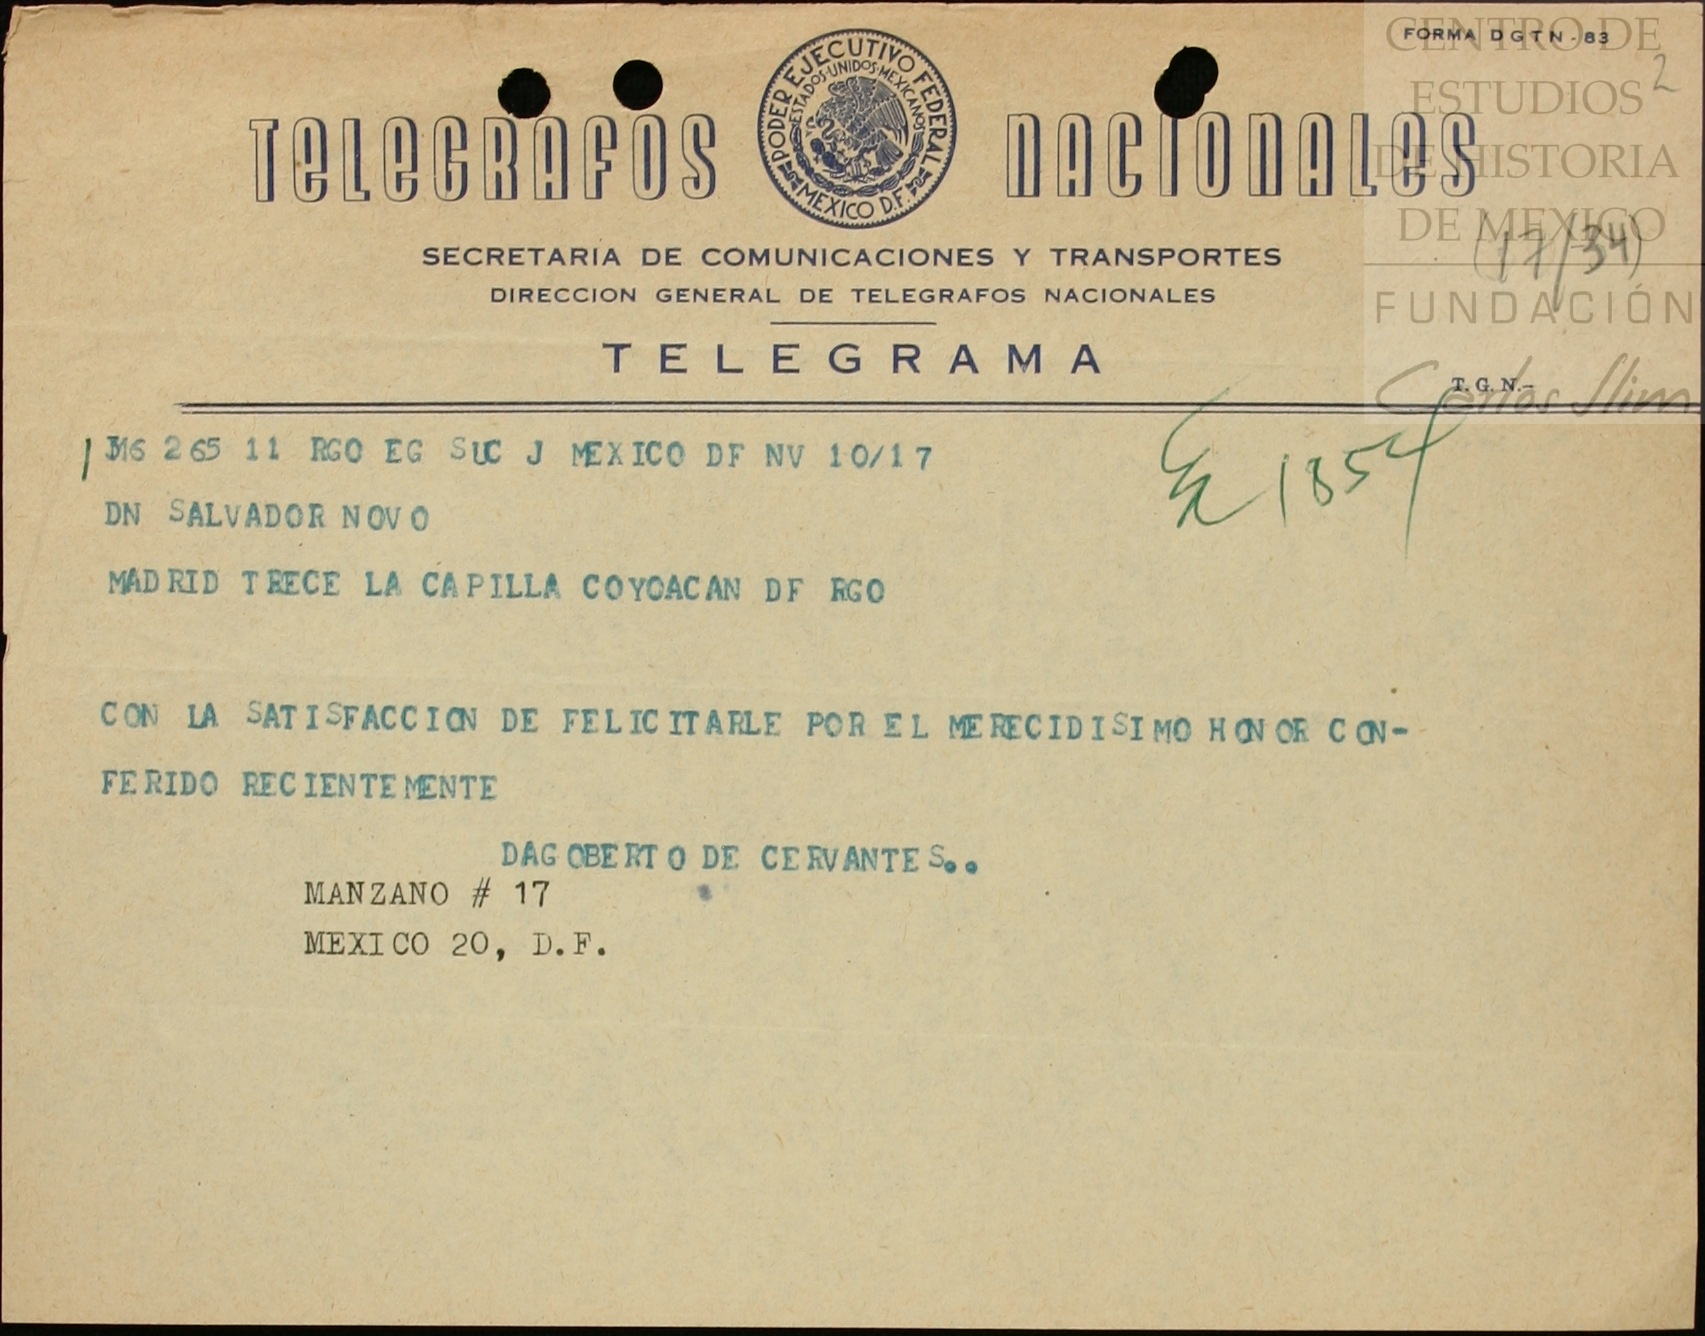 FORMA DGTN-83
CENTRO DE
ESTUDIOS
DE HISTORIA
DE MEXICO
FUNDACIÓN
Carlos Slim
2
(17/34)
TELEGRAFOS NACIONALES
PODER EJECUTIVO FEDERAL
ESTADOS·UNIDOS·MEXICANOS
MEXICO D.F.
SECRETARIA DE COMUNICACIONES Y TRANSPORTES
DIRECCION GENERAL DE TELEGRAFOS NACIONALES
TELEGRAMA
T. G. N.-
M6 265 11 RGO EG SUC J MEXICO DF NV 10/17
1854
DN SALVADOR NOVO
MADRID TRECE LA CAPILLA COYOACAN DF RGO
CON LA SATISFACCION DE FELICITARLE POR EL MERECIDISIMO HONOR CON-
FERIDO RECIENTEMENTE
DAGOBERTO DE CERVANTES..
MANZANO # 17
MEXICO 20, D.F.